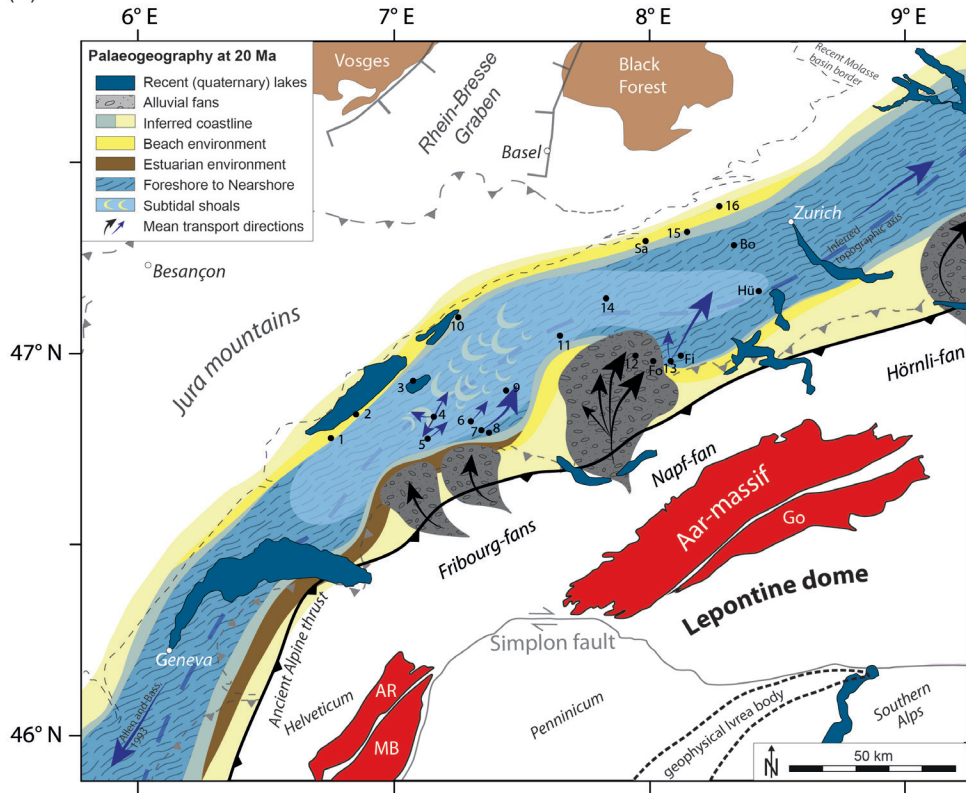 6° E
7° E
8° E
9° E
Palaeogeography at 20 Ma
Recent (quaternary) lakes
Alluvial fans
Inferred coastline
Beach environment
Estuarian environment
Foreshore to Nearshore
Subtidal shoals
Mean transport directions
Vosges
Rhein-Bresse
Graben
Black
Forest
Recent Molasse
basin border
Basel
Besançon
Jura mountains
Zurich
Inferred
topographic axis
16
15
Sa
Bo
Hü
14
10
11
12
Fo
13
Fi
3
9
2
4
6
1
5
7
8
47° N
47° N
Hörnli-fan
Napf-fan
Fribourg-fans
Aar-massif
Go
Lepontine dome
Simplon fault
Ancient Alpine thrust
Geneva
Allen and Bass,
1993
Helveticum
AR
MB
Penninicum
geophysical Ivrea body
Southern
Alps
46° N
46° N
N
50 km